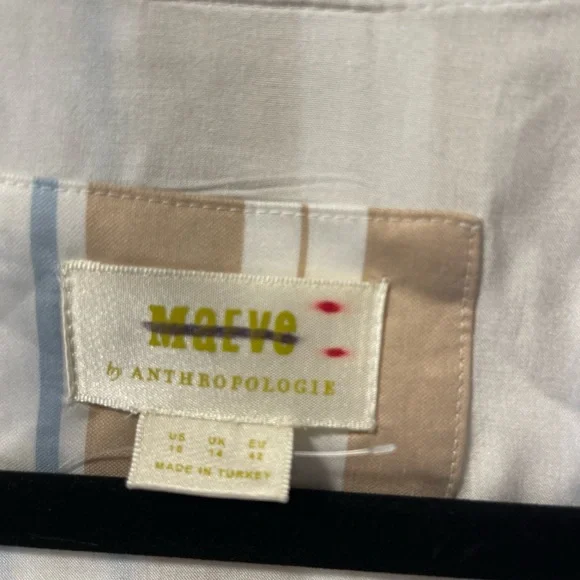 Maeve
by ANTHROPOLOGIE
US UK EU
10 14 42
MADE IN TURKEY